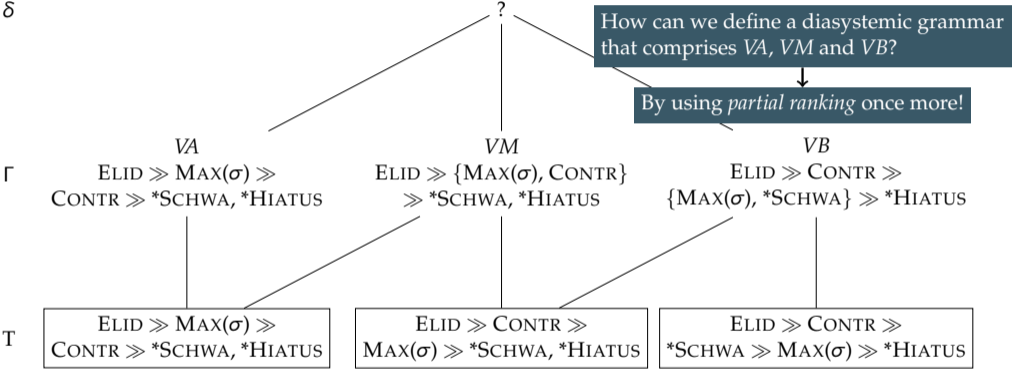 δ
?
How can we define a diasystemic grammar
that comprises VA, VM and VB?
By using partial ranking once more!
Γ
VA
ELID ≫ MAX(σ) ≫
CONTR ≫ *SCHWA, *HIATUS
VM
ELID ≫ {MAX(σ), CONTR}
≫ *SCHWA, *HIATUS
VB
ELID ≫ CONTR ≫
{MAX(σ), *SCHWA} ≫ *HIATUS
T
ELID ≫ MAX(σ) ≫
CONTR ≫ *SCHWA, *HIATUS
ELID ≫ CONTR ≫
MAX(σ) ≫ *SCHWA, *HIATUS
ELID ≫ CONTR ≫
*SCHWA ≫ MAX(σ) ≫ *HIATUS